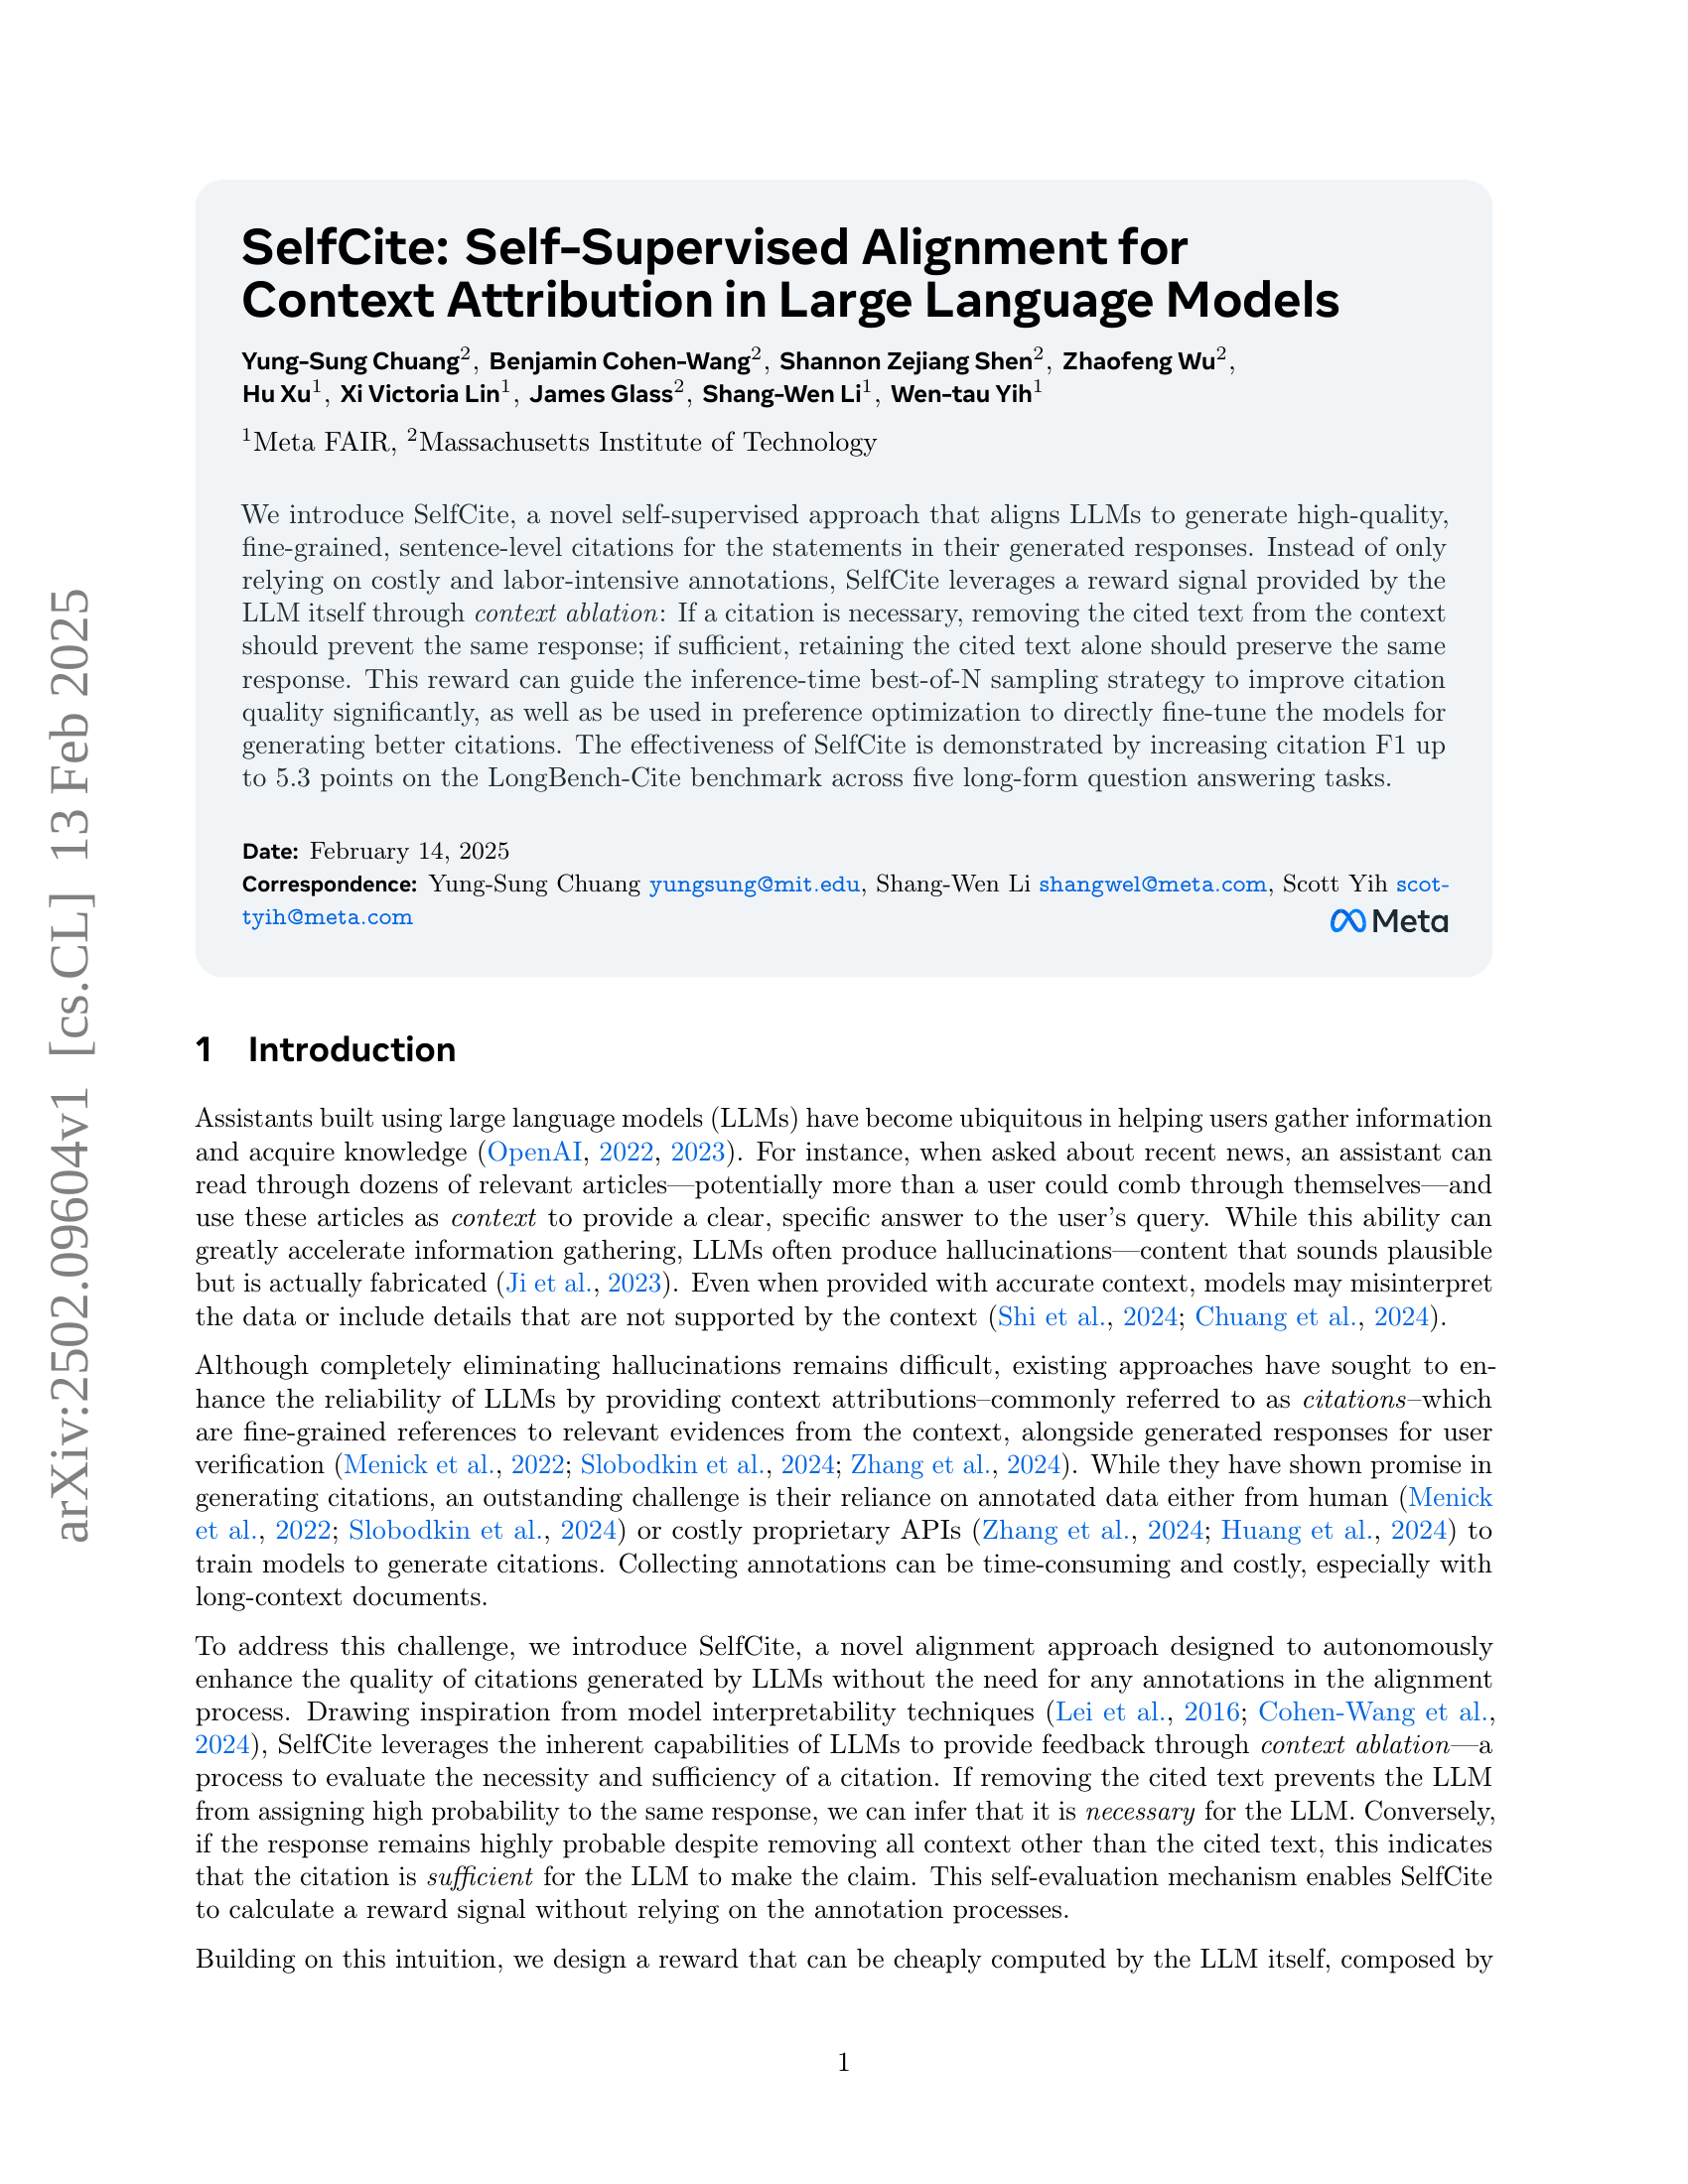 arXiv:2502.09604v1 [cs.CL] 13 Feb 2025
SelfCite: Self-Supervised Alignment for
Context Attribution in Large Language Models
Yung-Sung Chuang2, Benjamin Cohen-Wang2, Shannon Zejiang Shen2, Zhaofeng Wu2,
Hu Xu1, Xi Victoria Lin1, James Glass2, Shang-Wen Li1, Wen-tau Yih1
1Meta FAIR, 2Massachusetts Institute of Technology
We introduce SelfCite, a novel self-supervised approach that aligns LLMs to generate high-quality,
fine-grained, sentence-level citations for the statements in their generated responses. Instead of only
relying on costly and labor-intensive annotations, SelfCite leverages a reward signal provided by the
LLM itself through context ablation: If a citation is necessary, removing the cited text from the context
should prevent the same response; if sufficient, retaining the cited text alone should preserve the same
response. This reward can guide the inference-time best-of-N sampling strategy to improve citation
quality significantly, as well as be used in preference optimization to directly fine-tune the models for
generating better citations. The effectiveness of SelfCite is demonstrated by increasing citation F1 up
to 5.3 points on the LongBench-Cite benchmark across five long-form question answering tasks.
Date: February 14, 2025
Correspondence: Yung-Sung Chuang yungsung@mit.edu, Shang-Wen Li shangwel@meta.com, Scott Yih scot-
tyih@meta.com
Meta
1 Introduction
Assistants built using large language models (LLMs) have become ubiquitous in helping users gather information
and acquire knowledge (OpenAI, 2022, 2023). For instance, when asked about recent news, an assistant can
read through dozens of relevant articles—potentially more than a user could comb through themselves—and
use these articles as context to provide a clear, specific answer to the user's query. While this ability can
greatly accelerate information gathering, LLMs often produce hallucinations—content that sounds plausible
but is actually fabricated (Ji et al., 2023). Even when provided with accurate context, models may misinterpret
the data or include details that are not supported by the context (Shi et al., 2024; Chuang et al., 2024).
Although completely eliminating hallucinations remains difficult, existing approaches have sought to en-
hance the reliability of LLMs by providing context attributions–commonly referred to as citations–which
are fine-grained references to relevant evidences from the context, alongside generated responses for user
verification (Menick et al., 2022; Slobodkin et al., 2024; Zhang et al., 2024). While they have shown promise in
generating citations, an outstanding challenge is their reliance on annotated data either from human (Menick
et al., 2022; Slobodkin et al., 2024) or costly proprietary APIs (Zhang et al., 2024; Huang et al., 2024) to
train models to generate citations. Collecting annotations can be time-consuming and costly, especially with
long-context documents.
To address this challenge, we introduce SelfCite, a novel alignment approach designed to autonomously
enhance the quality of citations generated by LLMs without the need for any annotations in the alignment
process. Drawing inspiration from model interpretability techniques (Lei et al., 2016; Cohen-Wang et al.,
2024), SelfCite leverages the inherent capabilities of LLMs to provide feedback through context ablation—a
process to evaluate the necessity and sufficiency of a citation. If removing the cited text prevents the LLM
from assigning high probability to the same response, we can infer that it is necessary for the LLM. Conversely,
if the response remains highly probable despite removing all context other than the cited text, this indicates
that the citation is sufficient for the LLM to make the claim. This self-evaluation mechanism enables SelfCite
to calculate a reward signal without relying on the annotation processes.
Building on this intuition, we design a reward that can be cheaply computed by the LLM itself, composed by
1